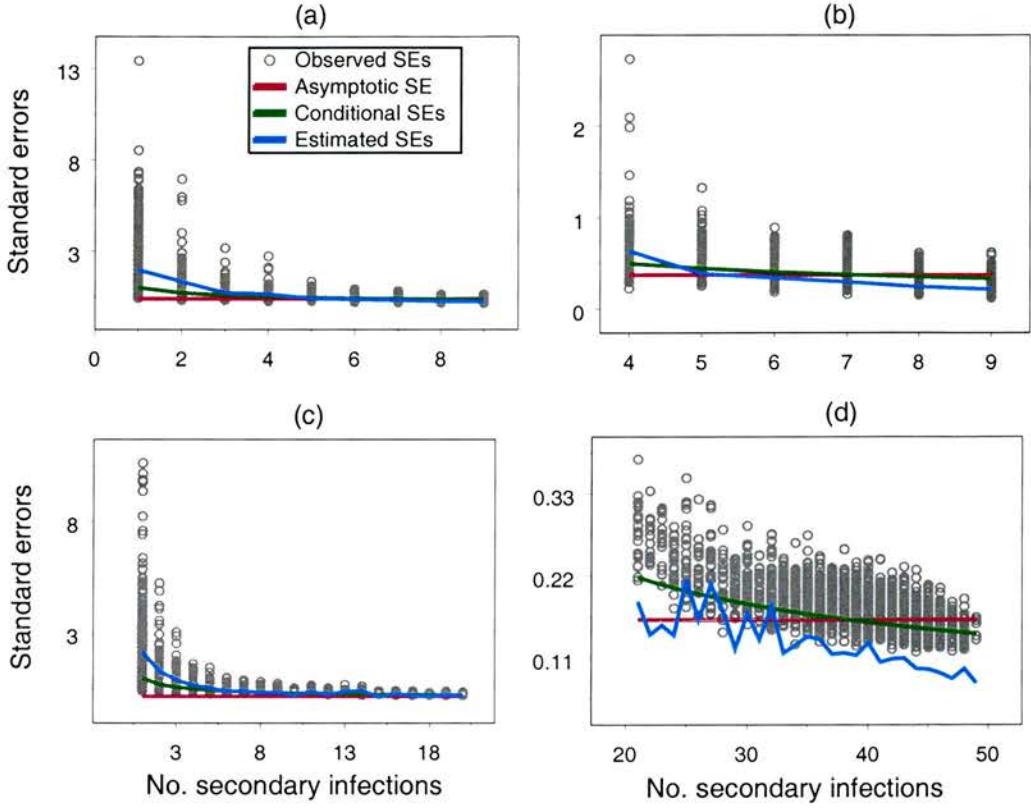 (a)
Standard errors
13
8
3
0 2 4 6 8
Observed SEs
Asymptotic SE
Conditional SEs
Estimated SEs
(b)
2
1
0
4 5 6 7 8 9
(c)
Standard errors
8
3
3 8 13 18
No. secondary infections
(d)
0.33
0.22
0.11
20 30 40 50
No. secondary infections